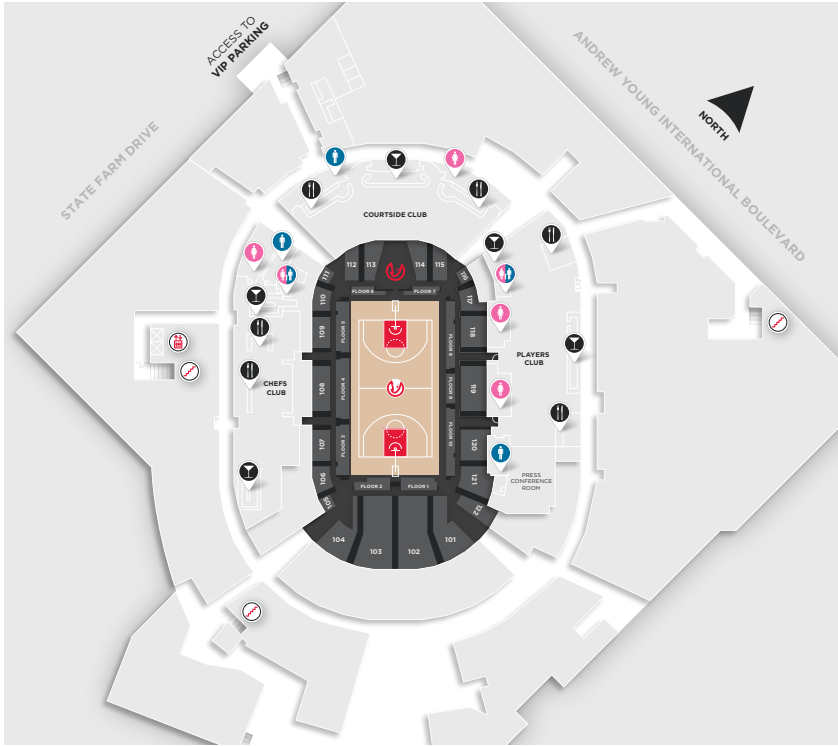 ACCESS TO
VIP PARKING
STATE FARM DRIVE
ANDREW YOUNG INTERNATIONAL BOULEVARD
NORTH
COURTSIDE CLUB
112
113
114
115
111
116
FLOOR 6
FLOOR 7
110
117
109
FLOOR 5
FLOOR 8
118
PLAYERS
CLUB
CHEFS
CLUB
108
FLOOR 4
FLOOR 9
119
107
FLOOR 3
FLOOR 10
120
106
121
PRESS
CONFERENCE
ROOM
105
FLOOR 2
FLOOR 1
122
104
103
102
101